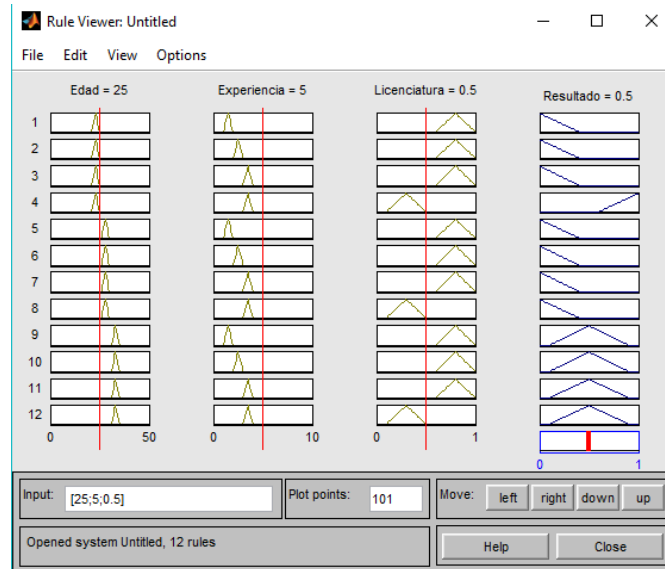 Rule Viewer: Untitled
File Edit View Options
Edad = 25 Experiencia = 5 Licenciatura = 0.5 Resultado = 0.5
1
2
3
4
5
6
7
8
9
10
11
12
0 50 0 10 0 1
0 1
Input: [25;5;0.5] Plot points: 101 Move: left right down up
Opened system Untitled, 12 rules Help Close